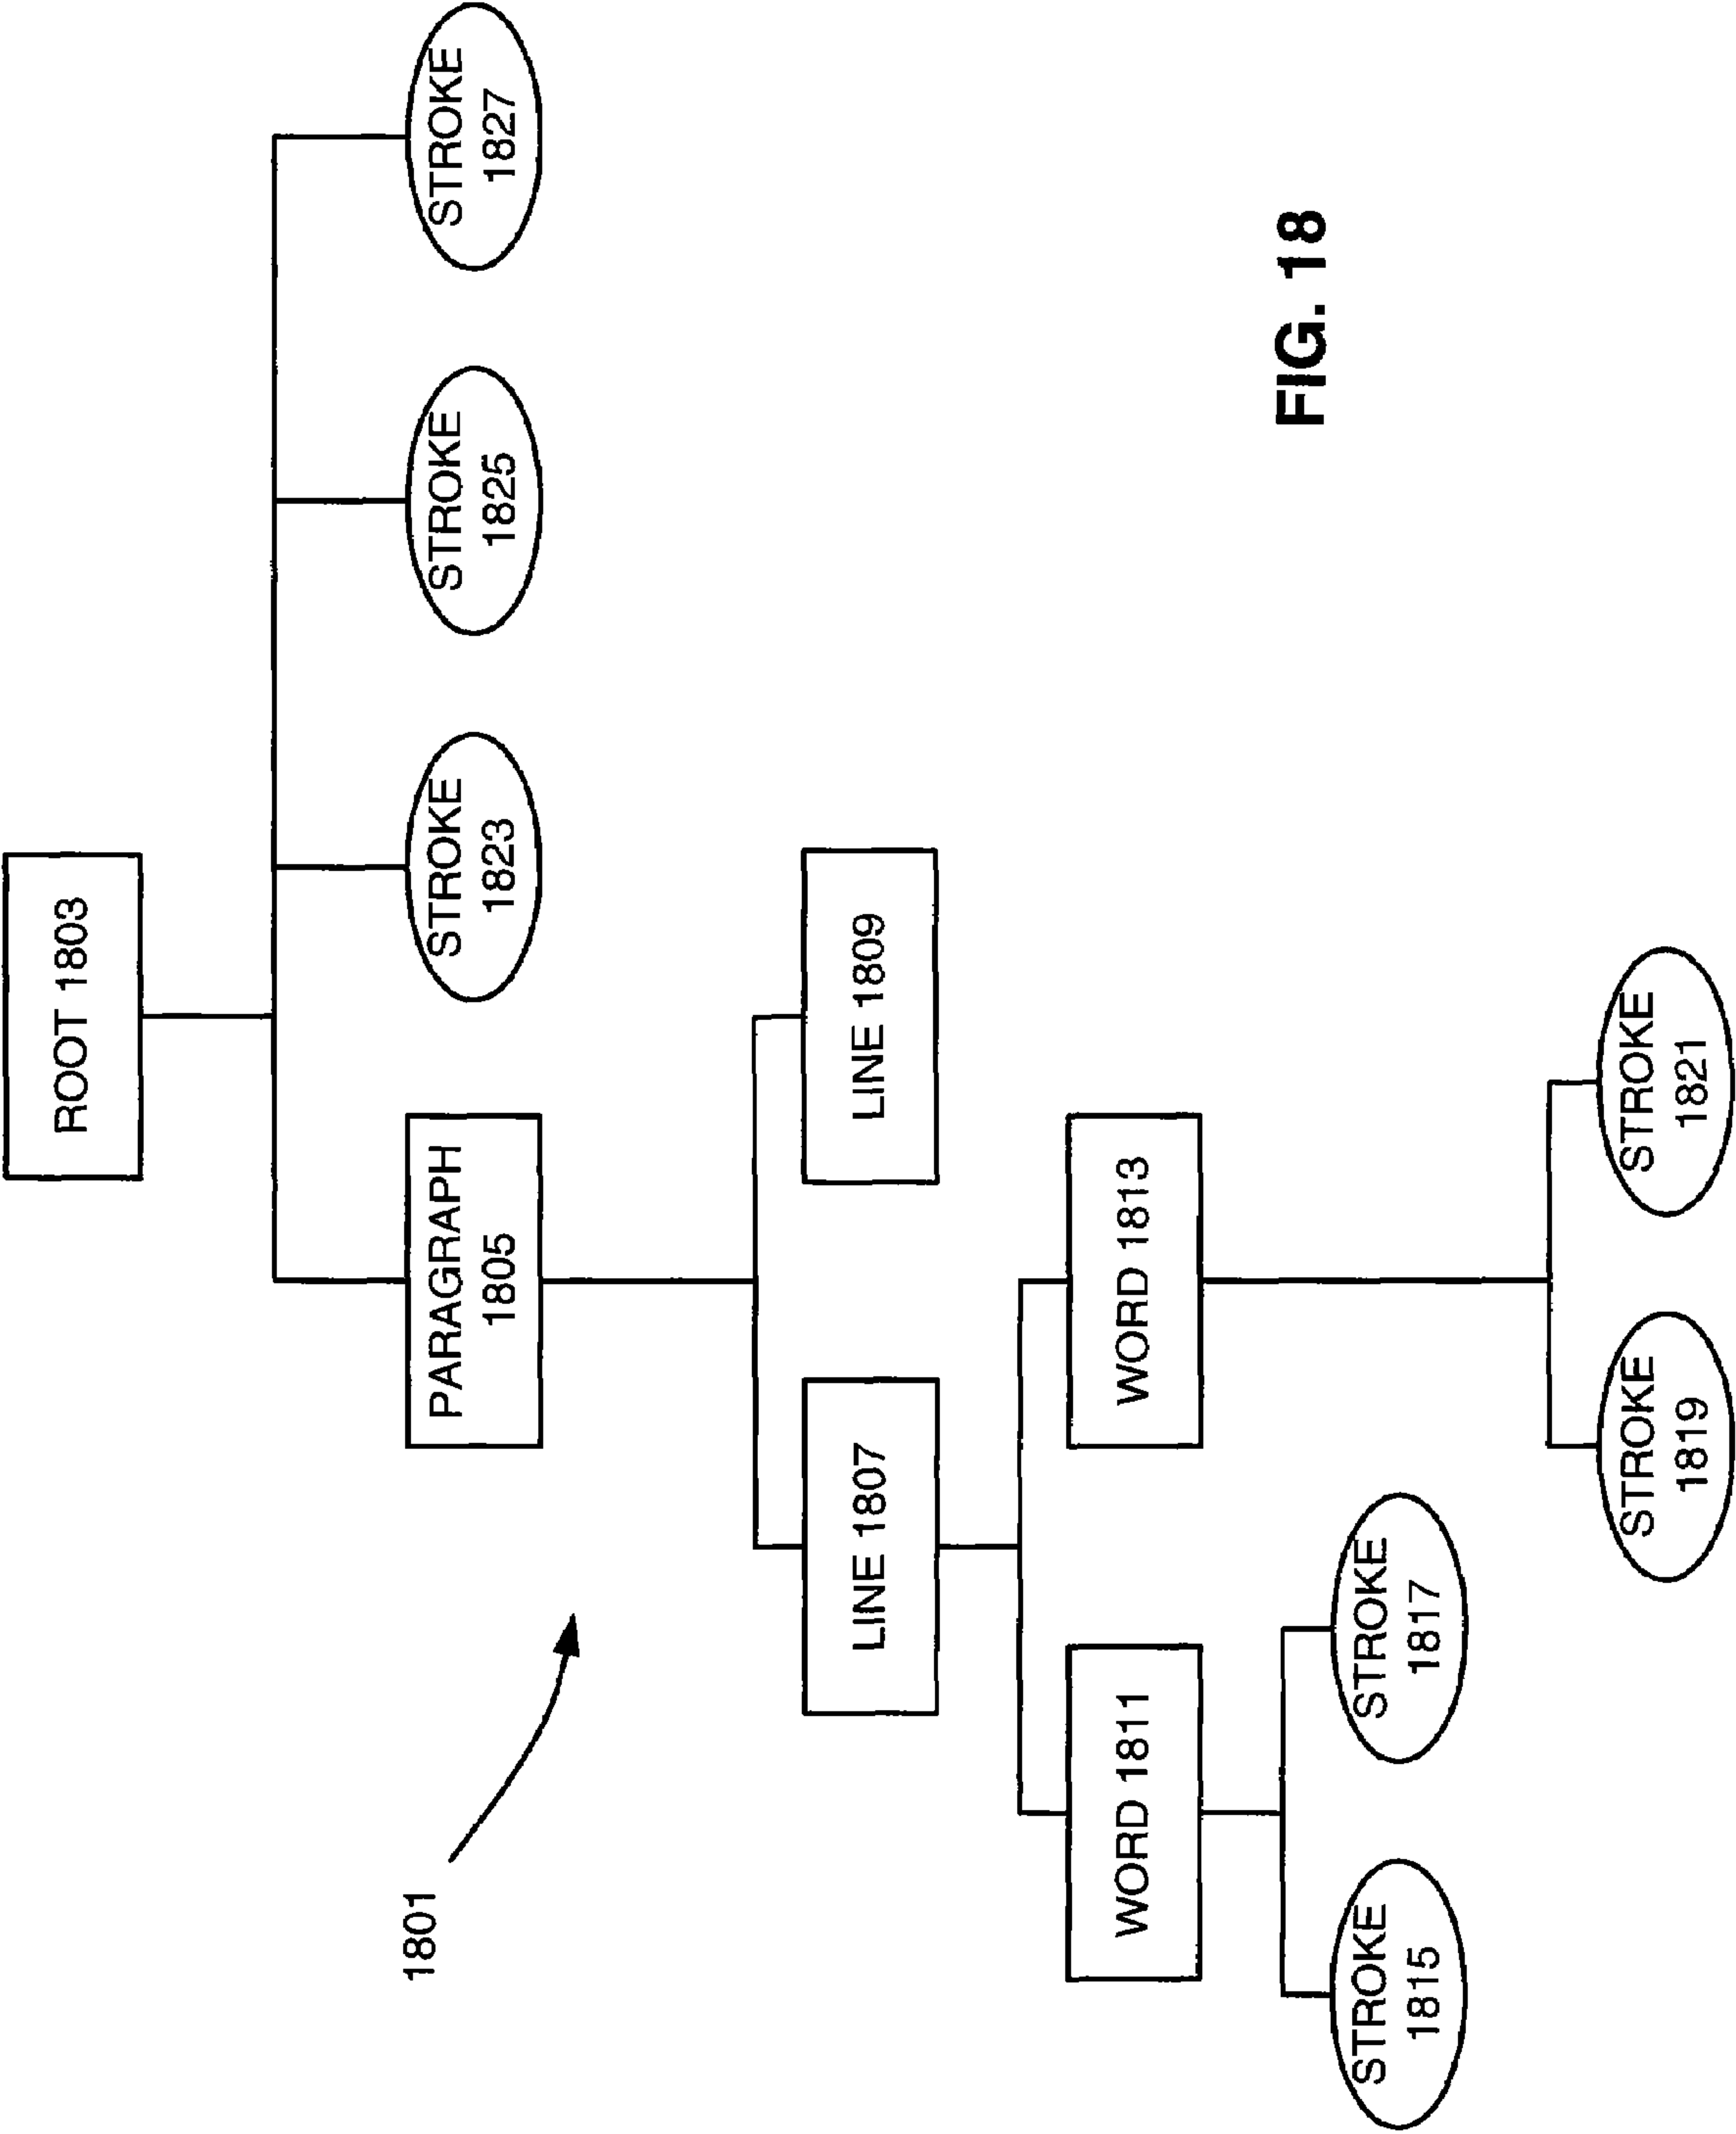 ROOT 1803
PARAGRAPH
1805
STROKE
1823
STROKE
1825
STROKE
1827
1801
LINE 1807
LINE 1809
WORD 1811
WORD 1813
STROKE
1815
STROKE
1817
STROKE
1819
STROKE
1821
FIG. 18